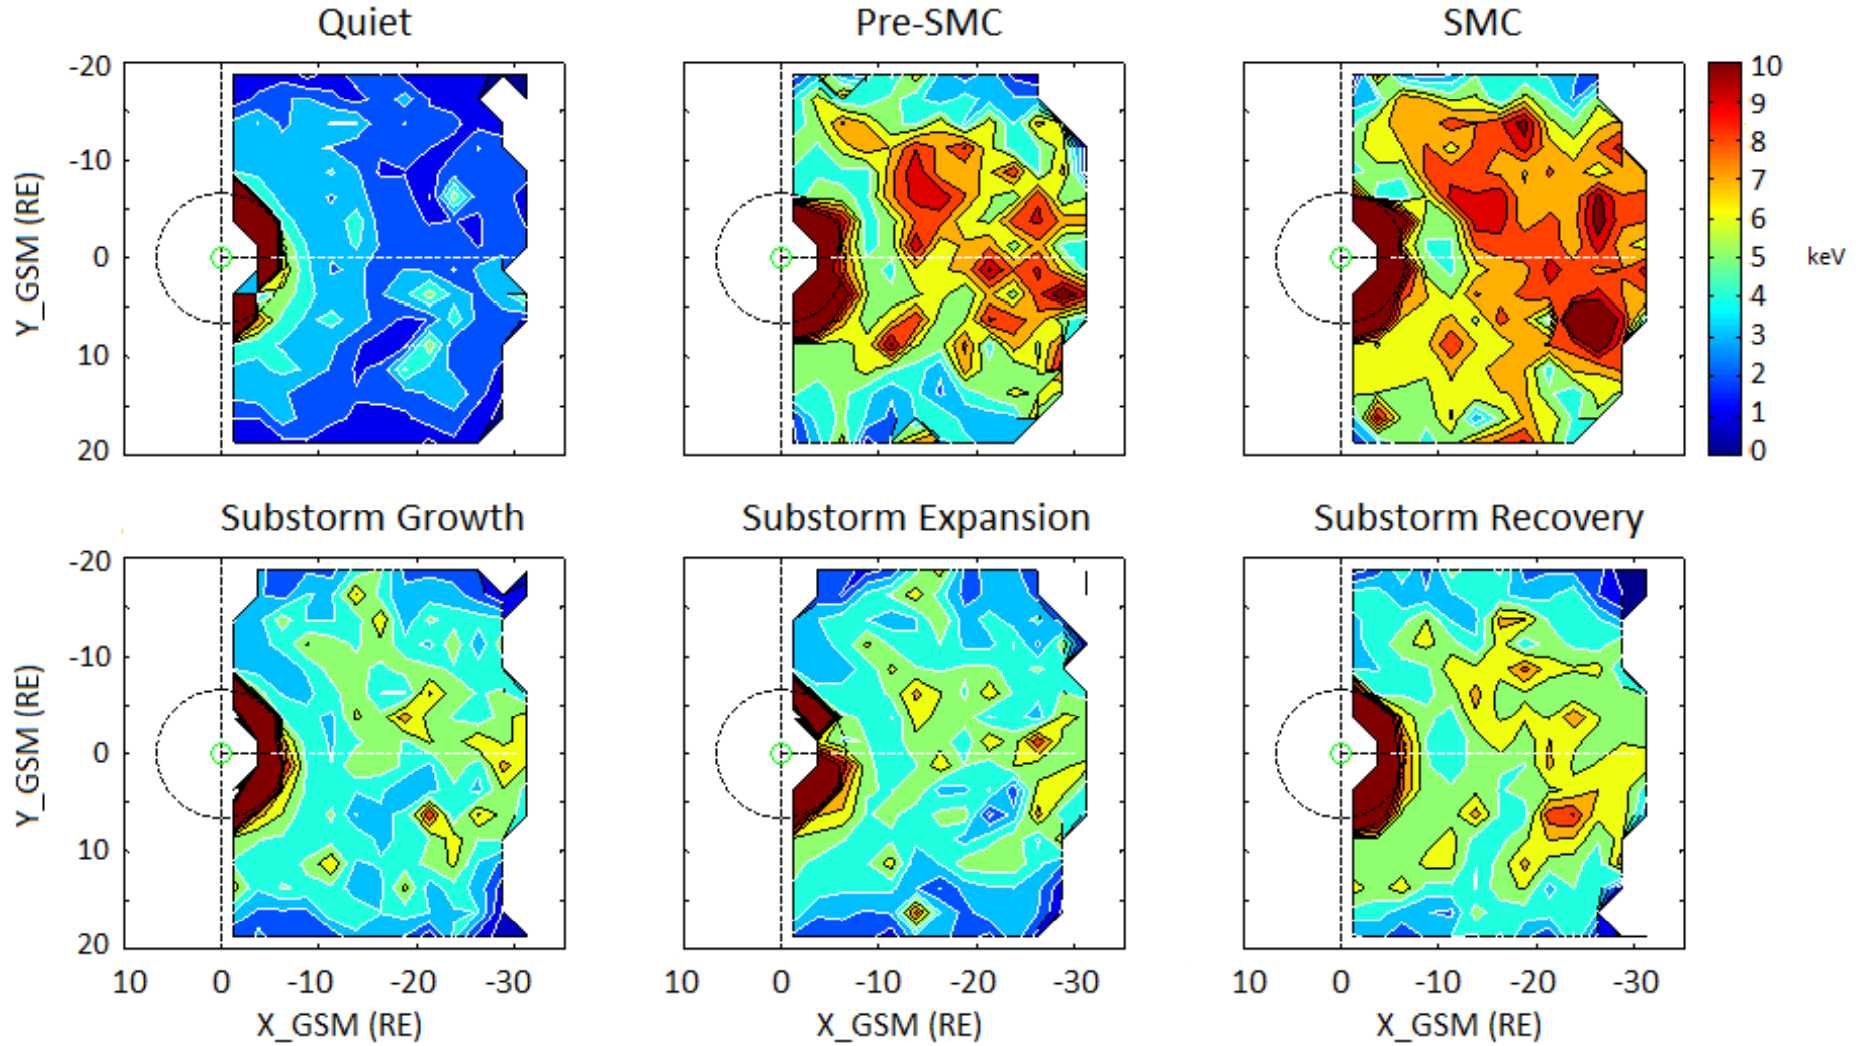 Quiet Pre-SMC SMC
-20 10
9
-10 8
7
6
Y_GSM (RE) 0 5 keV
4
3
10 2
1
20 0
Substorm Growth Substorm Expansion Substorm Recovery
-20
-10
Y_GSM (RE) 0
10
20
10 0 -10 -20 -30 10 0 -10 -20 -30 10 0 -10 -20 -30
X_GSM (RE) X_GSM (RE) X_GSM (RE)